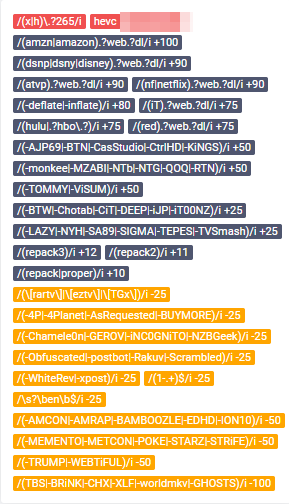 /(x|h)\.?265/i hevc
/(amzn|amazon).?web.?dl/i +100
/(dsnp|dsny|disney).?web.?dl/i +90
/(atvp).?web.?dl/i +90 /(nf|netflix).?web.?dl/i +90
/(-deflate|-inflate)/i +80 /(iT).?web.?dl/i +75
/(hulu|.?hbo\.?)/i +75 /(red).?web.?dl/i +75
/(-AJP69|-BTN|-CasStudio|-CtrlHD|-KiNGS)/i +50
/(-monkee|-MZABI|-NTb|-NTG|-QOQ|-RTN)/i +50
/(-TOMMY|-ViSUM)/i +50
/(-BTW|-Chotab|-CiT|-DEEP|-iJP|-iT00NZ)/i +25
/(-LAZY|-NYH|-SA89|-SIGMA|-TEPES|-TVSmash)/i +25
/(repack3)/i +12 /(repack2)/i +11
/(repack|proper)/i +10
/(\[rartv\]|\[eztv\]|\[TGx\])/i -25
/(-4P|-4Planet|-AsRequested|-BUYMORE)/i -25
/(-Chamele0n|-GEROV|-iNC0GNiTO|-NZBGeek)/i -25
/(-Obfuscated|-postbot|-Rakuv|-Scrambled)/i -25
/(-WhiteRev|-xpost)/i -25 /(1-.+)$/i -25
/\s?\ben\b$/i -25
/(-AMCON|-AMRAP|-BAMBOOZLE|-EDHD|-ION10)/i -50
/(-MEMENTO|-METCON|-POKE|-STARZ|-STRiFE)/i -50
/(-TRUMP|-WEBTiFUL)/i -50
/(TBS|-BRiNK|-CHX|-XLF|-worldmkv|-GHOSTS)/i -100